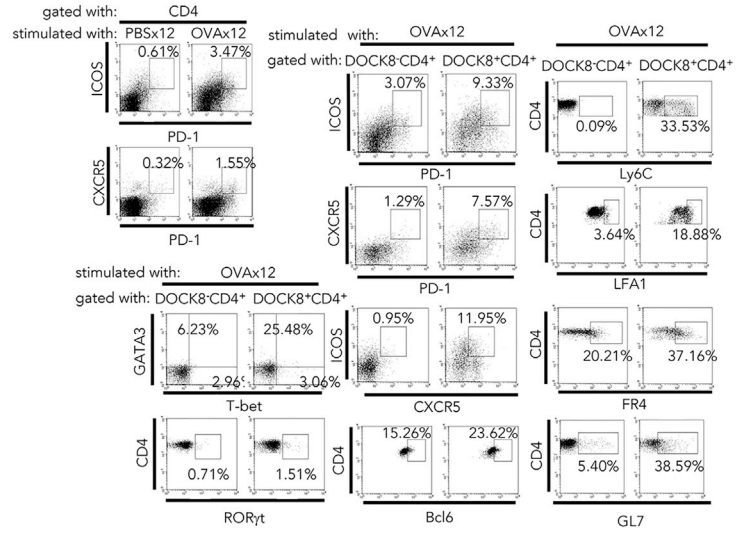 gated with: CD4
stimulated with: PBSx12 OVAx12
0.61% 3.47%
ICOS
PD-1
0.32% 1.55%
CXCR5
PD-1
stimulated with: OVAx12
gated with: DOCK8-CD4+ DOCK8+CD4+
6.23% 25.48%
GATA3
2.96% 3.06%
T-bet
CD4
0.71% 1.51%
RORγt
stimulated with: OVAx12
gated with: DOCK8-CD4+ DOCK8+CD4+
3.07% 9.33%
ICOS
PD-1
1.29% 7.57%
CXCR5
PD-1
0.95% 11.95%
ICOS
CXCR5
15.26% 23.62%
CD4
Bcl6
OVAx12
DOCK8-CD4+ DOCK8+CD4+
CD4
0.09% 33.53%
Ly6C
CD4
3.64% 18.88%
LFA1
CD4
20.21% 37.16%
FR4
CD4
5.40% 38.59%
GL7